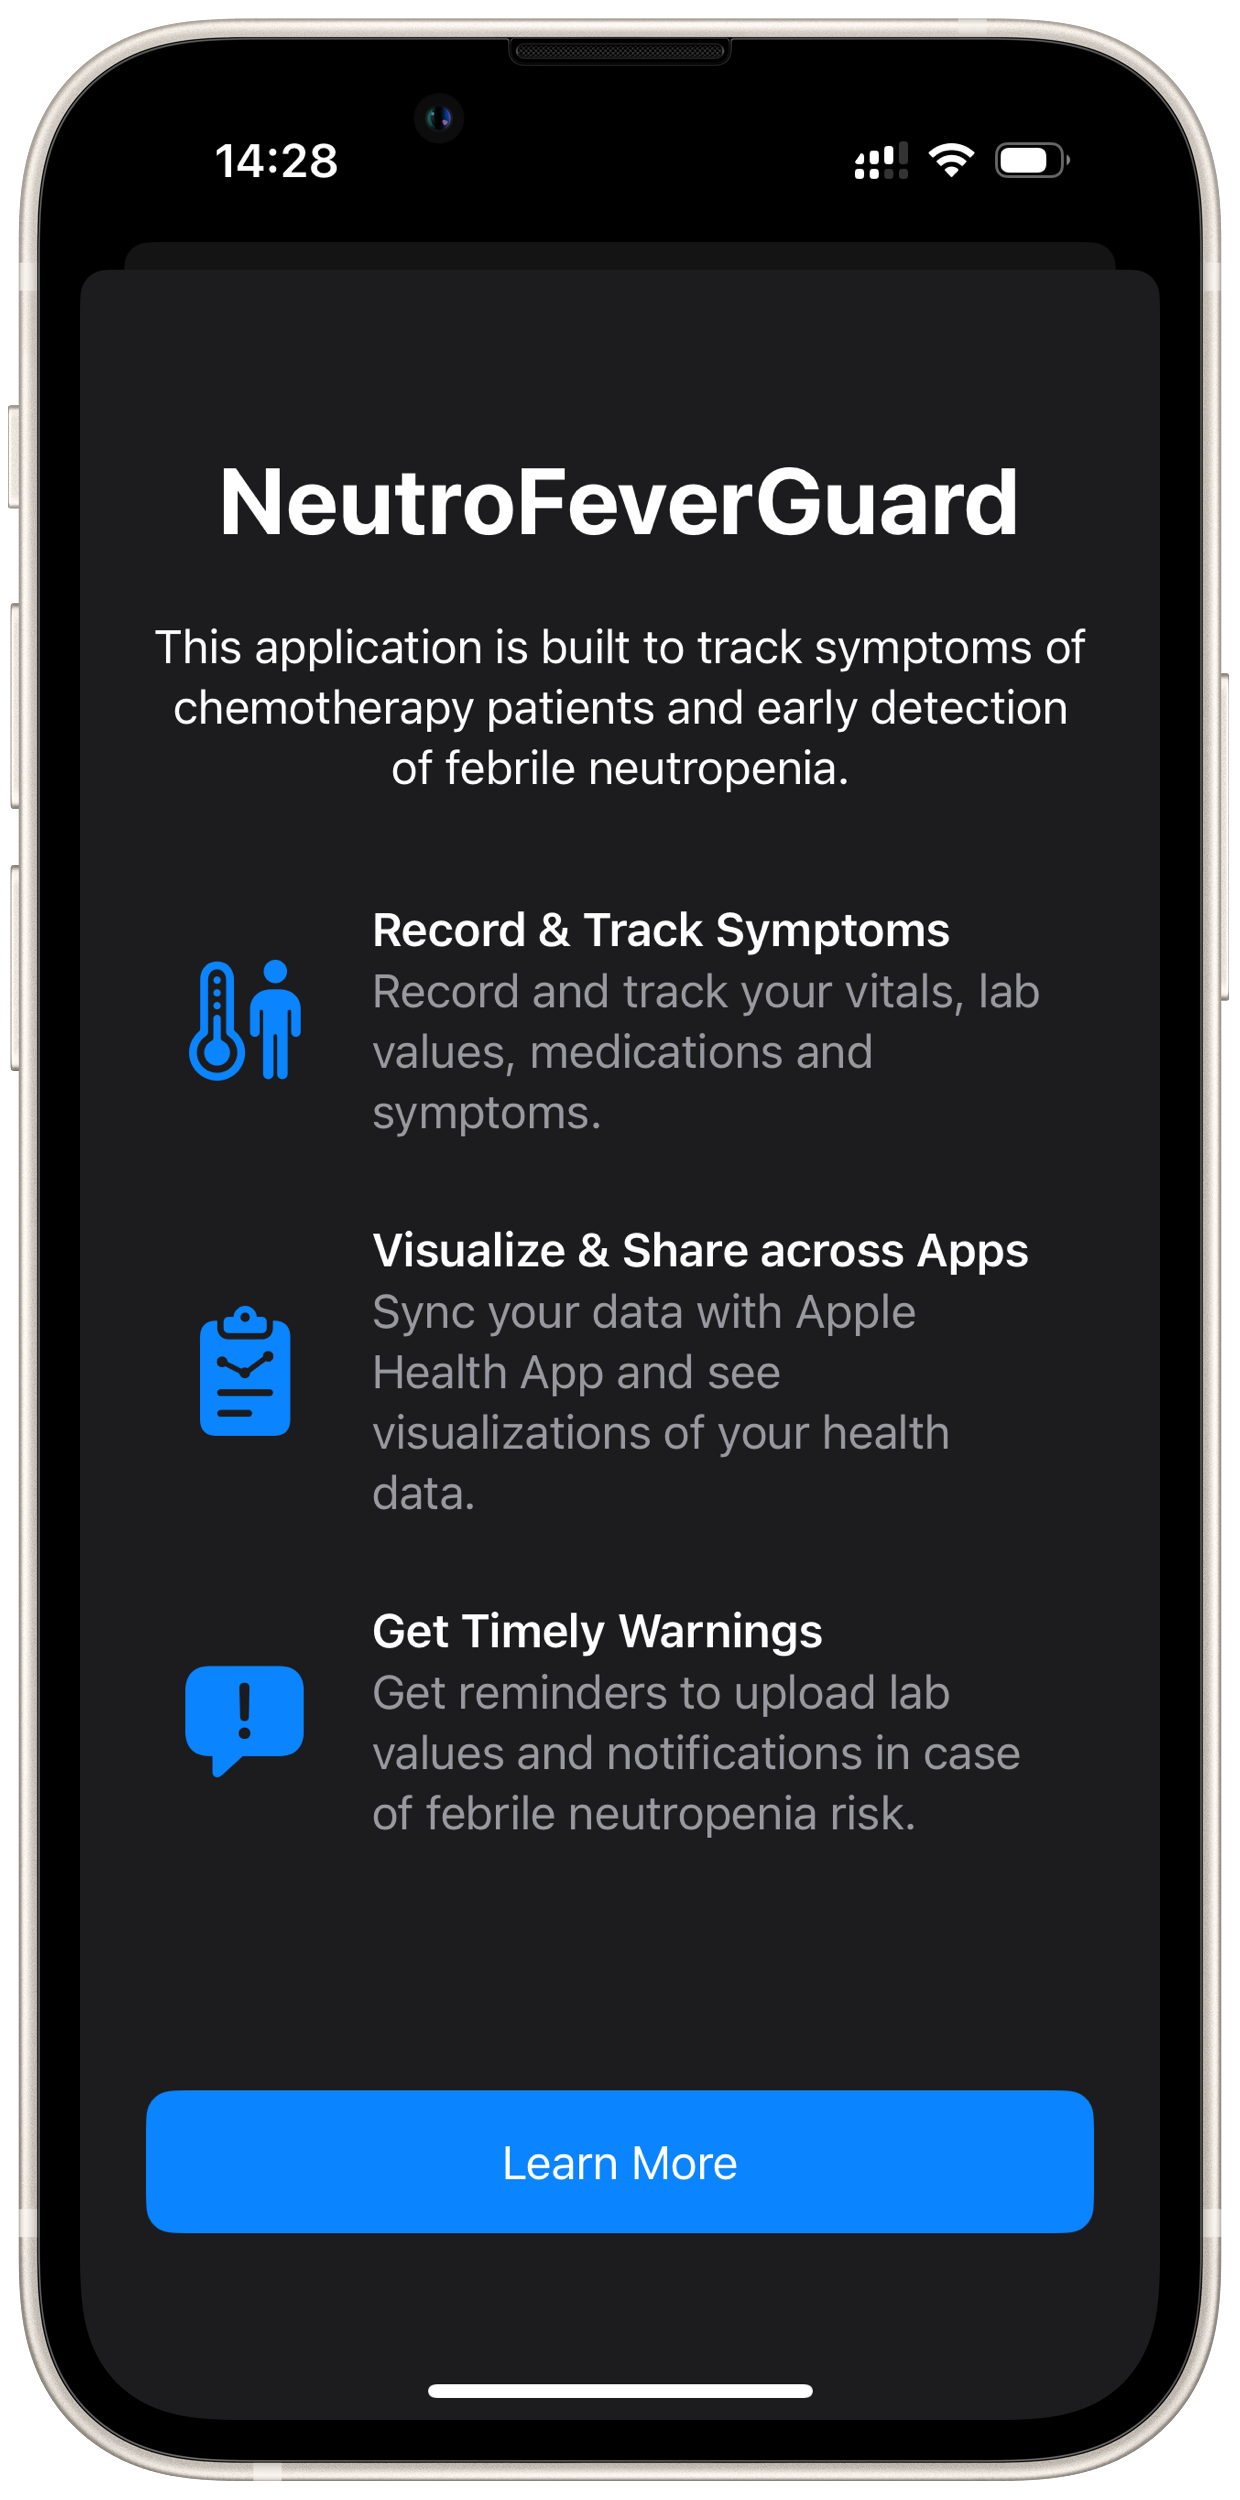 14:28
NeutroFeverGuard
This application is built to track symptoms of
chemotherapy patients and early detection
of febrile neutropenia.
Record & Track Symptoms
Record and track your vitals, lab
values, medications and
symptoms.
Visualize & Share across Apps
Sync your data with Apple
Health App and see
visualizations of your health
data.
Get Timely Warnings
Get reminders to upload lab
values and notifications in case
of febrile neutropenia risk.
Learn More